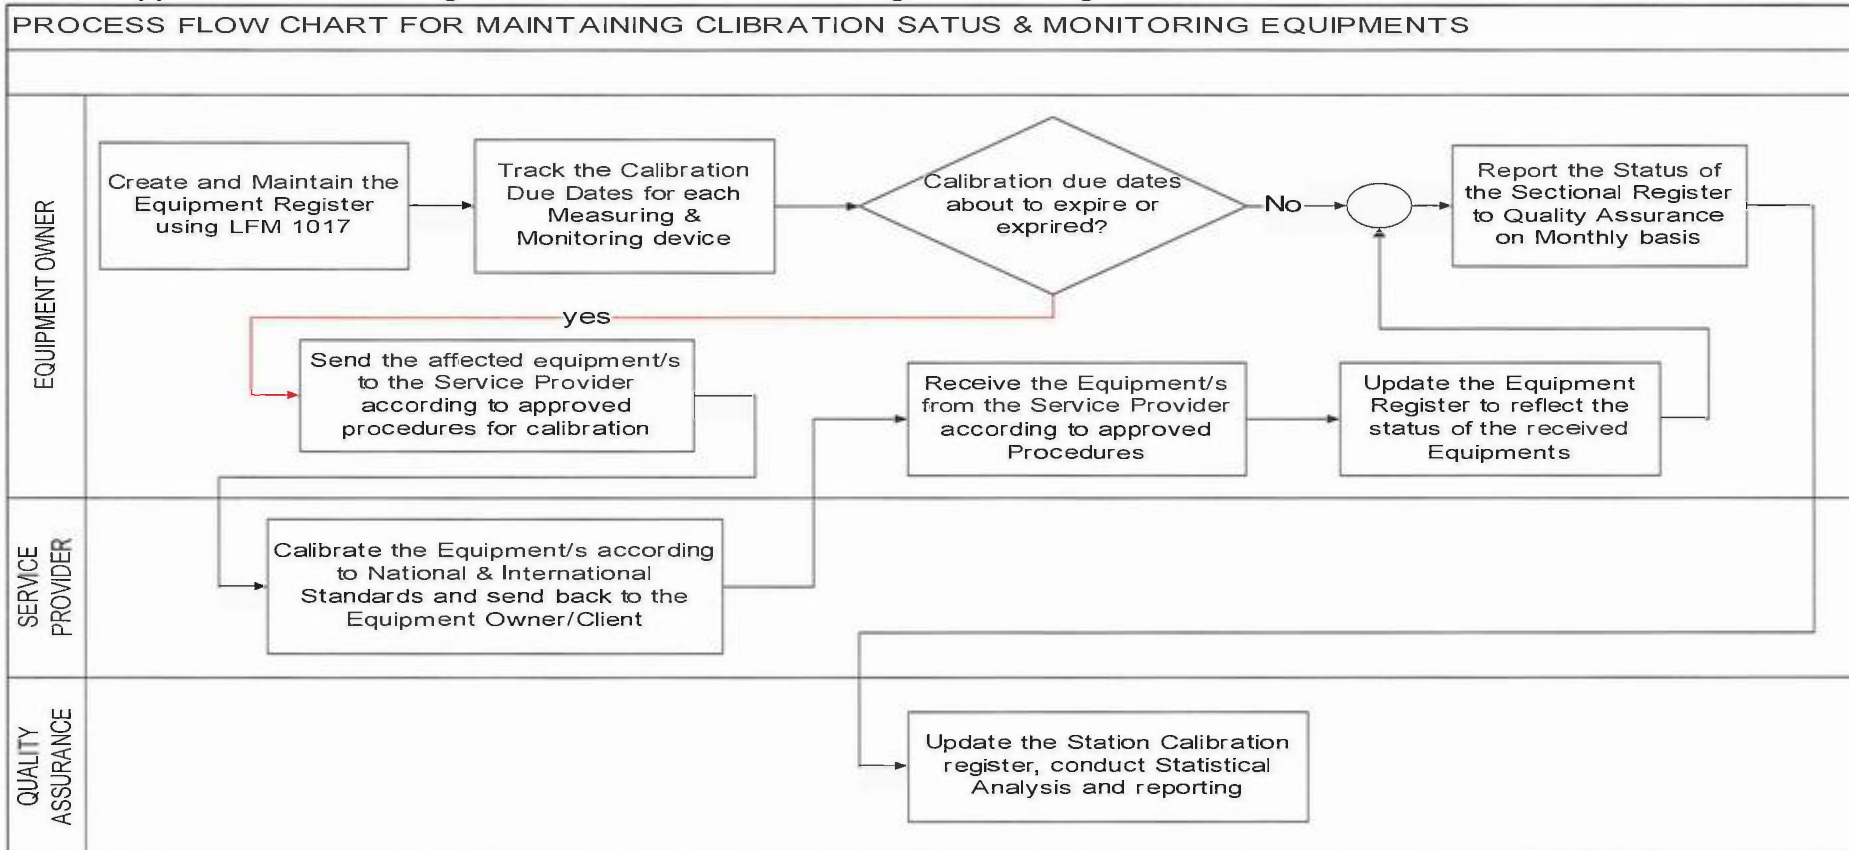 PROCESS FLOW CHART FOR MAINTAINING CLIBRATION SATUS & MONITORING EQUIPMENTS
EQUIPMENT OWNER
Create and Maintain the
Equipment Register
using LFM 1017
Track the Calibration
Due Dates for each
Measuring &
Monitoring device
Calibration due dates
about to expire or
exprired?
No
Report the Status of
the Sectional Register
to Quality Assurance
on Monthly basis
yes
Send the affected equipment/s
to the Service Provider
according to approved
procedures for calibration
Receive the Equipment/s
from the Service Provider
according to approved
Procedures
Update the Equipment
Register to reflect the
status of the received
Equipments
SERVICE
PROVIDER
Calibrate the Equipment/s according
to National & International
Standards and send back to the
Equipment Owner/Client
QUALITY
ASSURANCE
Update the Station Calibration
register, conduct Statistical
Analysis and reporting